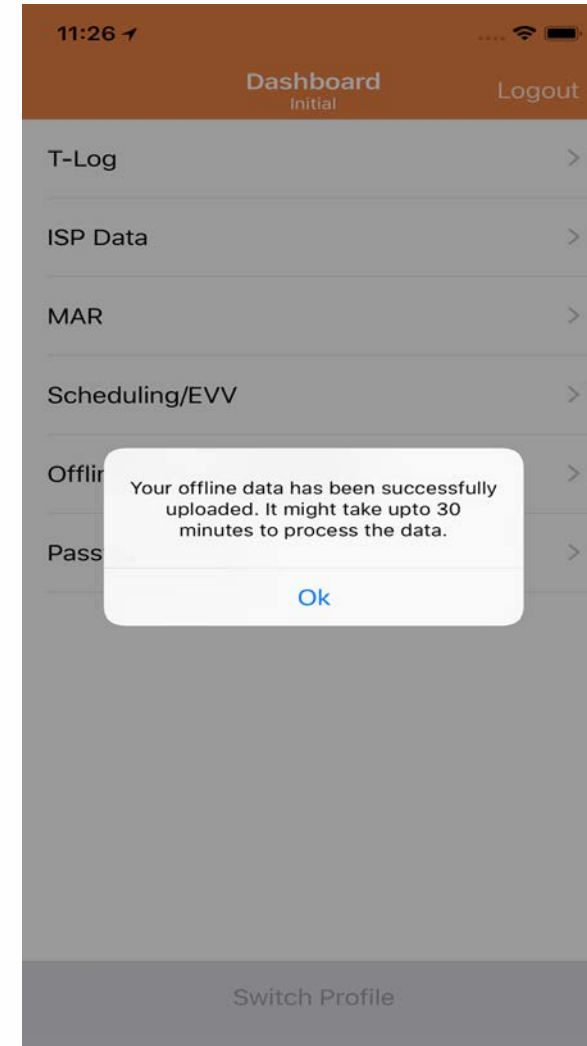 11:26
Dashboard
Logout
Initial
T-Log
ISP Data
MAR
Scheduling/EVV
Offlin
Your offline data has been successfully
uploaded. It might take upto 30
minutes to process the data.
Pass
Ok
Switch Profile